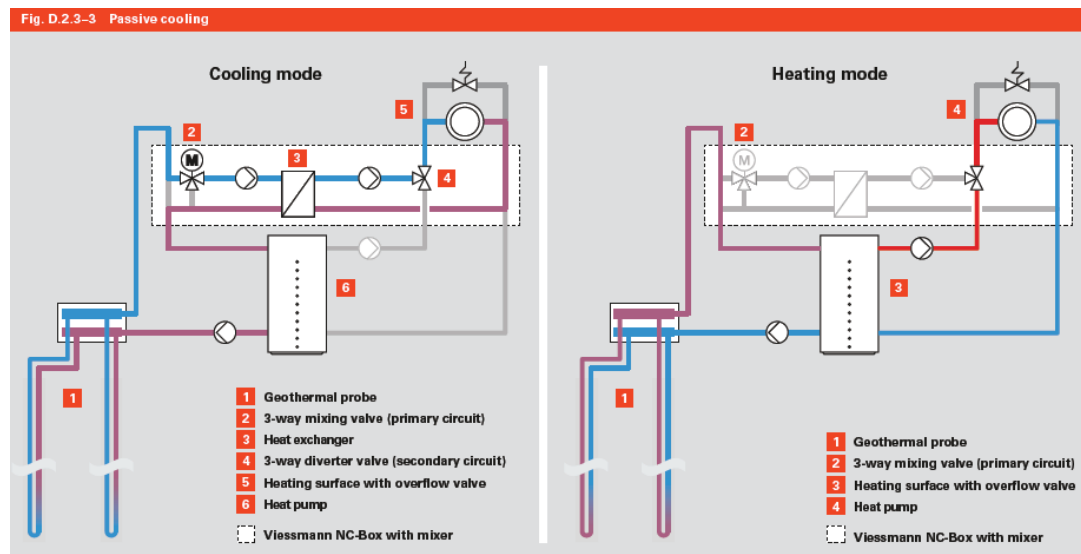 Fig. D.2.3–3 Passive cooling
Cooling mode
5
2
M
3
4
6
1
1 Geothermal probe
2 3-way mixing valve (primary circuit)
3 Heat exchanger
4 3-way diverter valve (secondary circuit)
5 Heating surface with overflow valve
6 Heat pump
Viessmann NC-Box with mixer
Heating mode
4
2
M
3
1
1 Geothermal probe
2 3-way mixing valve (primary circuit)
3 Heating surface with overflow valve
4 Heat pump
Viessmann NC-Box with mixer